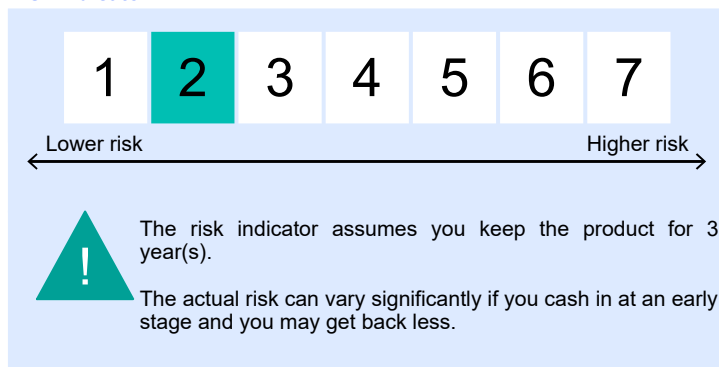 1 2 3 4 5 6 7
Lower risk Higher risk
The risk indicator assumes you keep the product for 3
year(s).
!
The actual risk can vary significantly if you cash in at an early
stage and you may get back less.